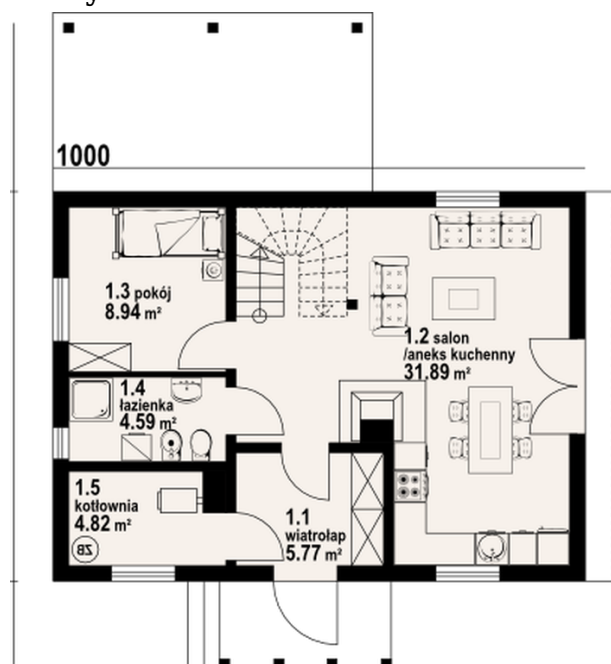 1000
1.3 pokój
8.94 m²
1.2 salon
/aneks kuchenny
31.89 m²
1.4
łazienka
4.59 m²
1.5
kotłownia
4.82 m²
ZB
1.1
wiatrołap
5.77 m²